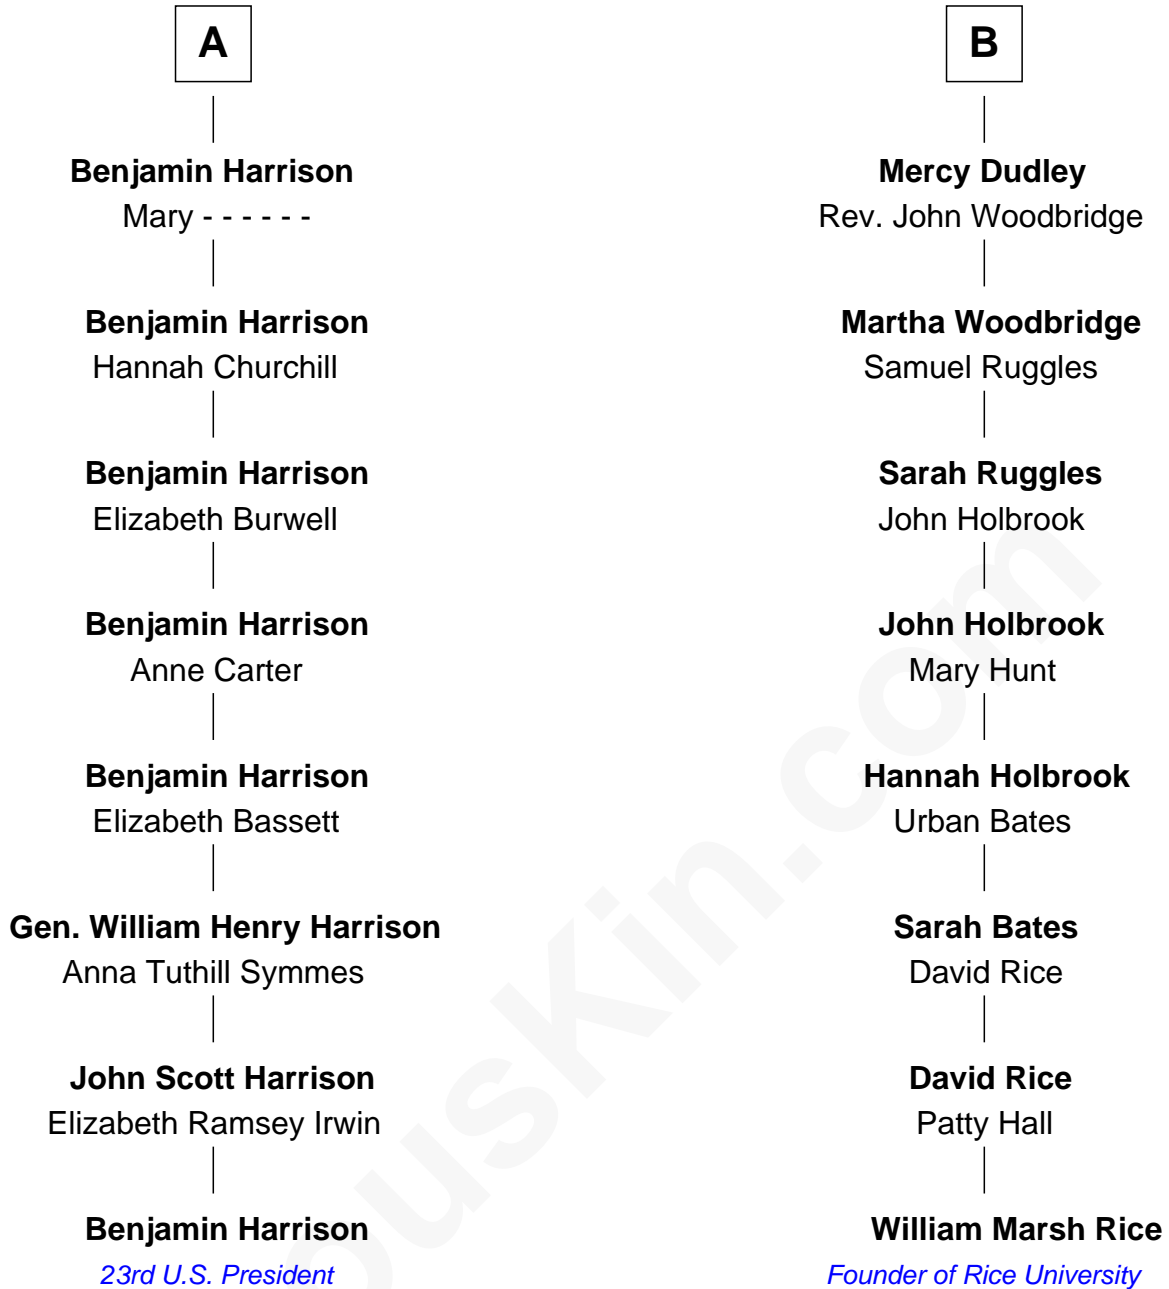 A
B
Benjamin Harrison
Mary - - - - - -
Mercy Dudley
Rev. John Woodbridge
Benjamin Harrison
Hannah Churchill
Martha Woodbridge
Samuel Ruggles
Benjamin Harrison
Elizabeth Burwell
Sarah Ruggles
John Holbrook
Benjamin Harrison
Anne Carter
John Holbrook
Mary Hunt
Benjamin Harrison
Elizabeth Bassett
Hannah Holbrook
Urban Bates
Gen. William Henry Harrison
Anna Tuthill Symmes
Sarah Bates
David Rice
John Scott Harrison
Elizabeth Ramsey Irwin
David Rice
Patty Hall
Benjamin Harrison
23rd U.S. President
William Marsh Rice
Founder of Rice University
ousKin.com